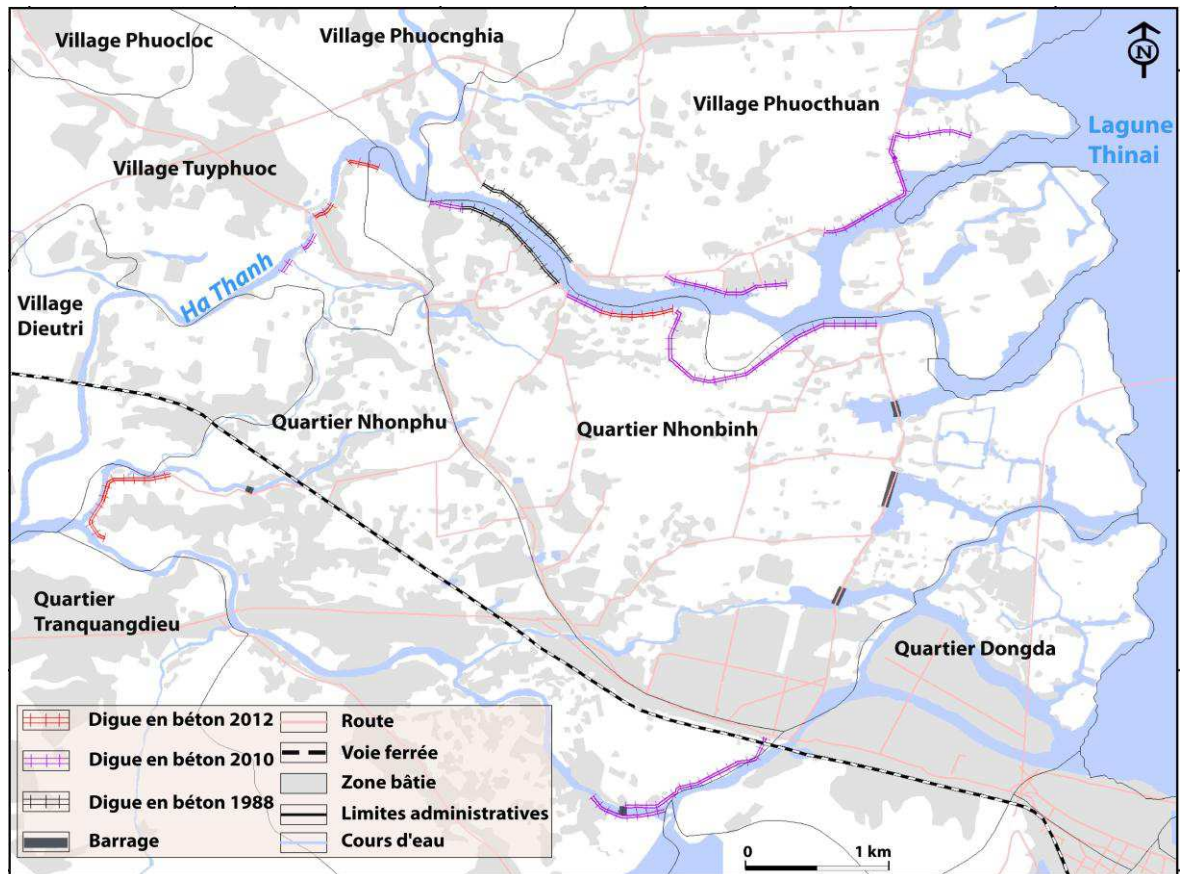 Village Phuocloc
Village Phuocnghia
N
Village Phuocthuan
Lagune
Thinai
Village Tuyphuoc
Ha Thanh
Village
Dieutri
Quartier Nhonphu
Quartier Nhonbinh
Quartier
Tranquangdieu
Quartier Dongda
Digue en béton 2012
Digue en béton 2010
Digue en béton 1988
Barrage
Route
Voie ferrée
Zone bâtie
Limites administratives
Cours d'eau
0 1 km